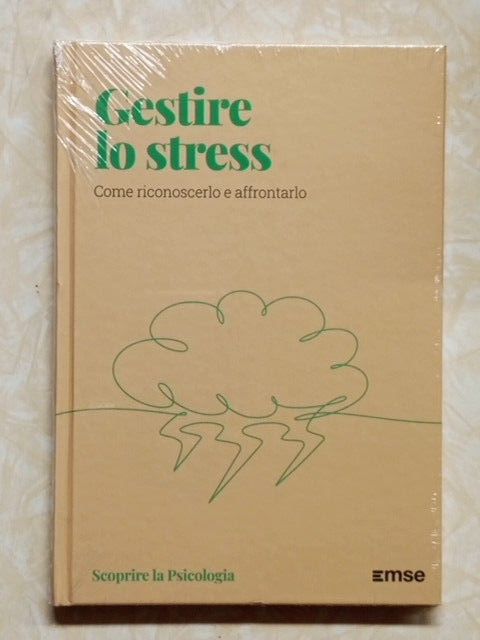 Gestire
lo stress
Come riconoscerlo e affrontarlo
Scoprire la Psicologia
Emse